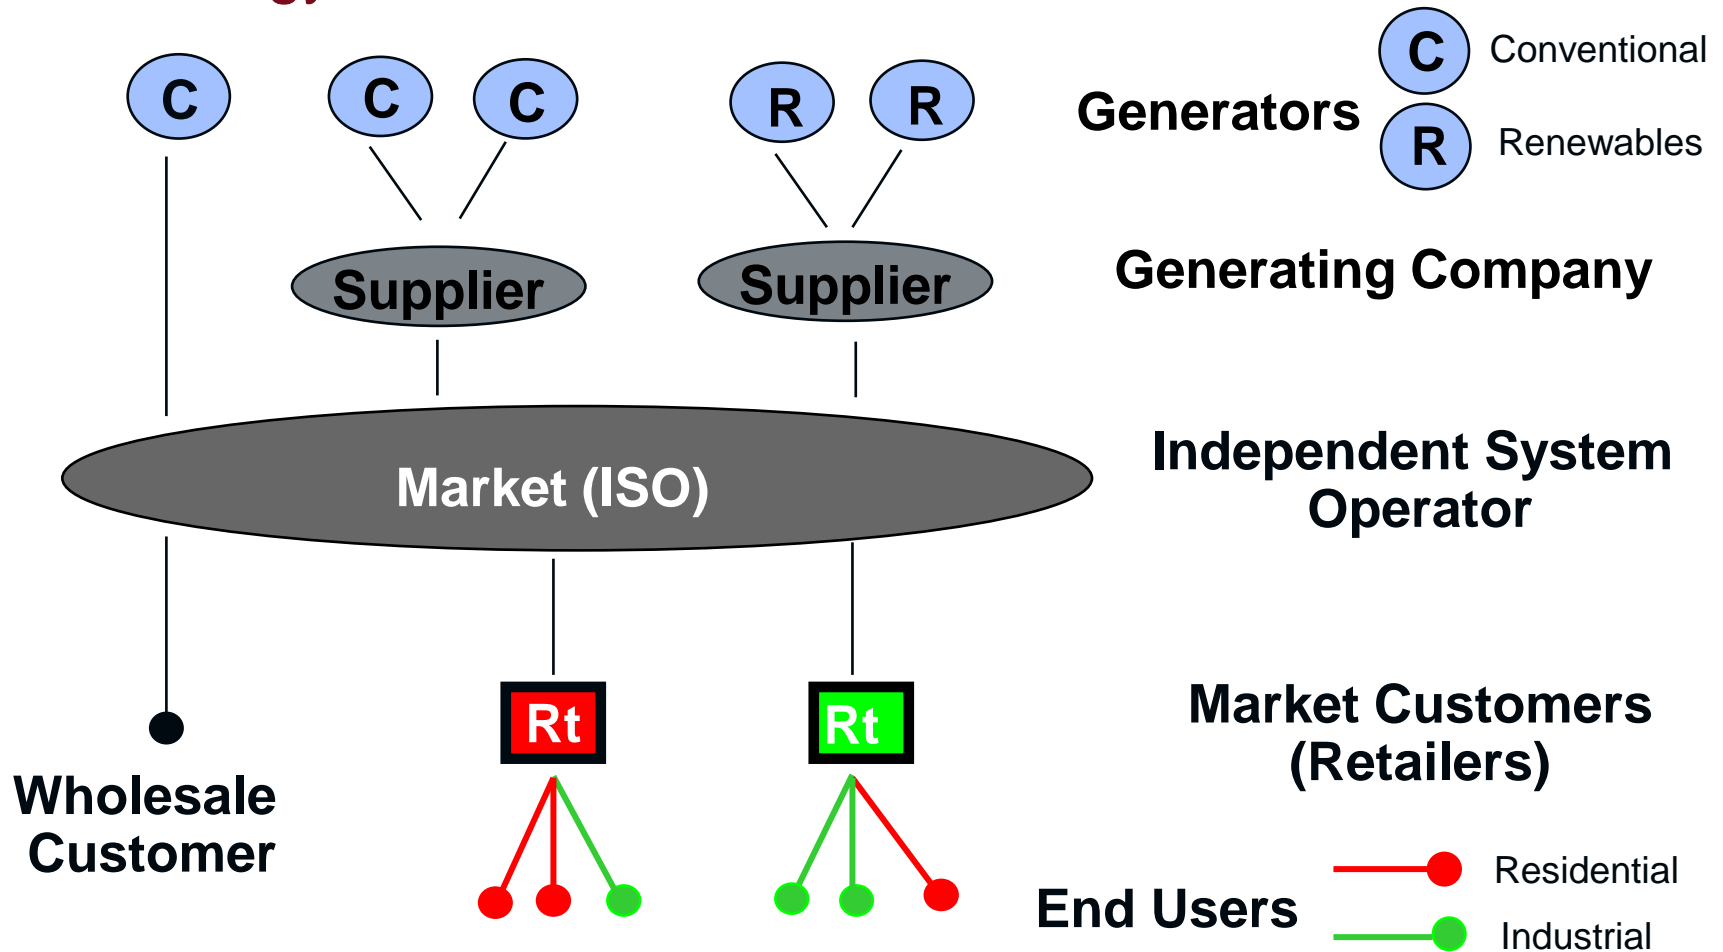 C
C
C
R
R
Generators
C
Conventional
R
Renewables
Supplier
Supplier
Generating Company
Market (ISO)
Independent System
Operator
Rt
Rt
Market Customers
(Retailers)
Wholesale
Customer
End Users
Residential
Industrial